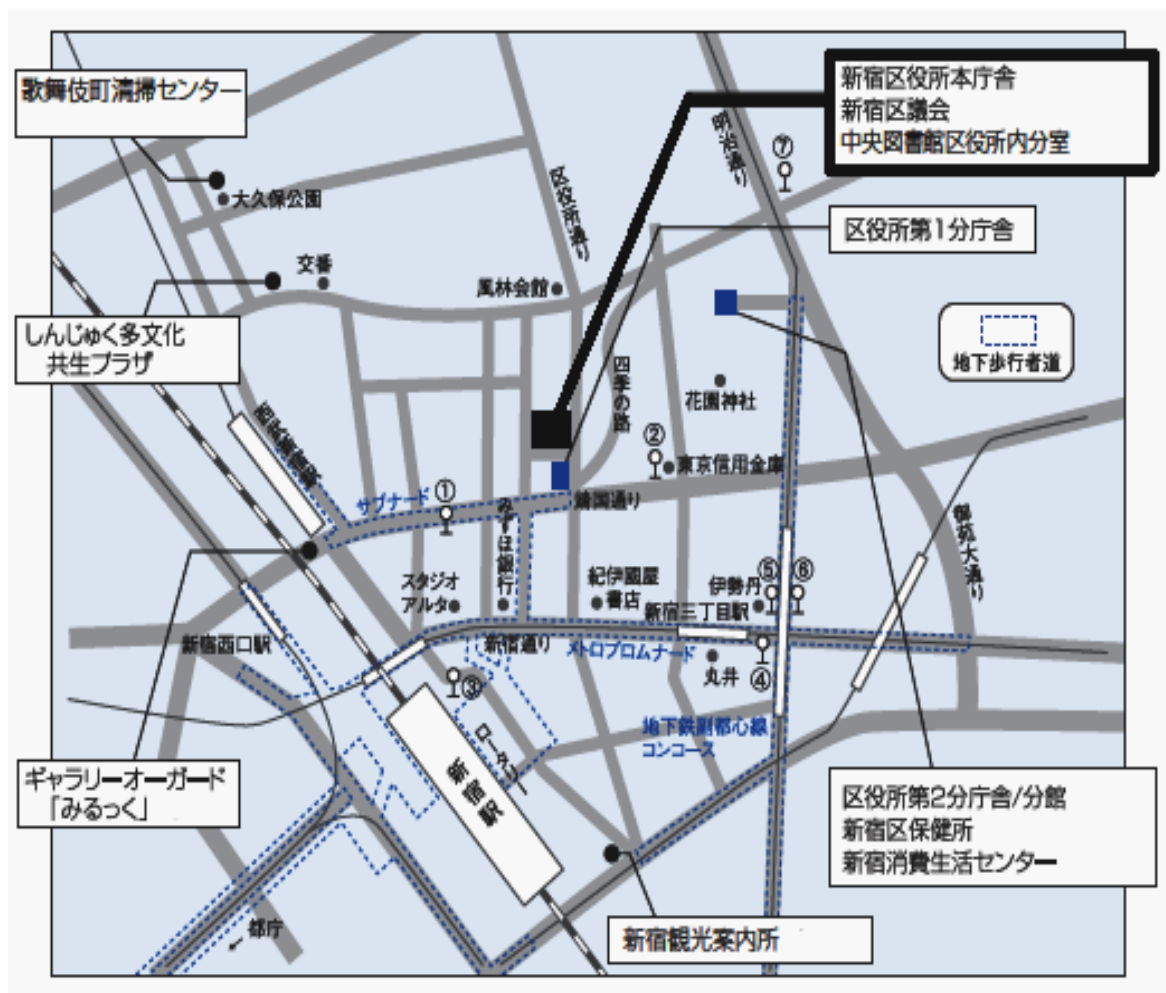 歌舞伎町清掃センター
新宿区役所本庁舎
新宿区議会
中央図書館区役所内分室
明治通り
⑦
区役所通り
大久保公園
区役所第1分庁舎
交番
風林会館
しんじゅく多文化
共生プラザ
地下歩行者道
四季の路
花園神社
西武新宿駅
②
東京信用金庫
サブナード
①
靖国通り
みずほ銀行
御苑大通り
スタジオ
アルタ
紀伊國屋
書店
伊勢丹
⑤
⑥
新宿三丁目駅
新宿西口駅
新宿通り
メトロプロムナード
丸井
④
③
ロータリー
地下鉄副都心線
コンコース
新宿駅
ギャラリーオーガード
「みるっく」
区役所第2分庁舎/分館
新宿区保健所
新宿消費生活センター
都庁
新宿観光案内所